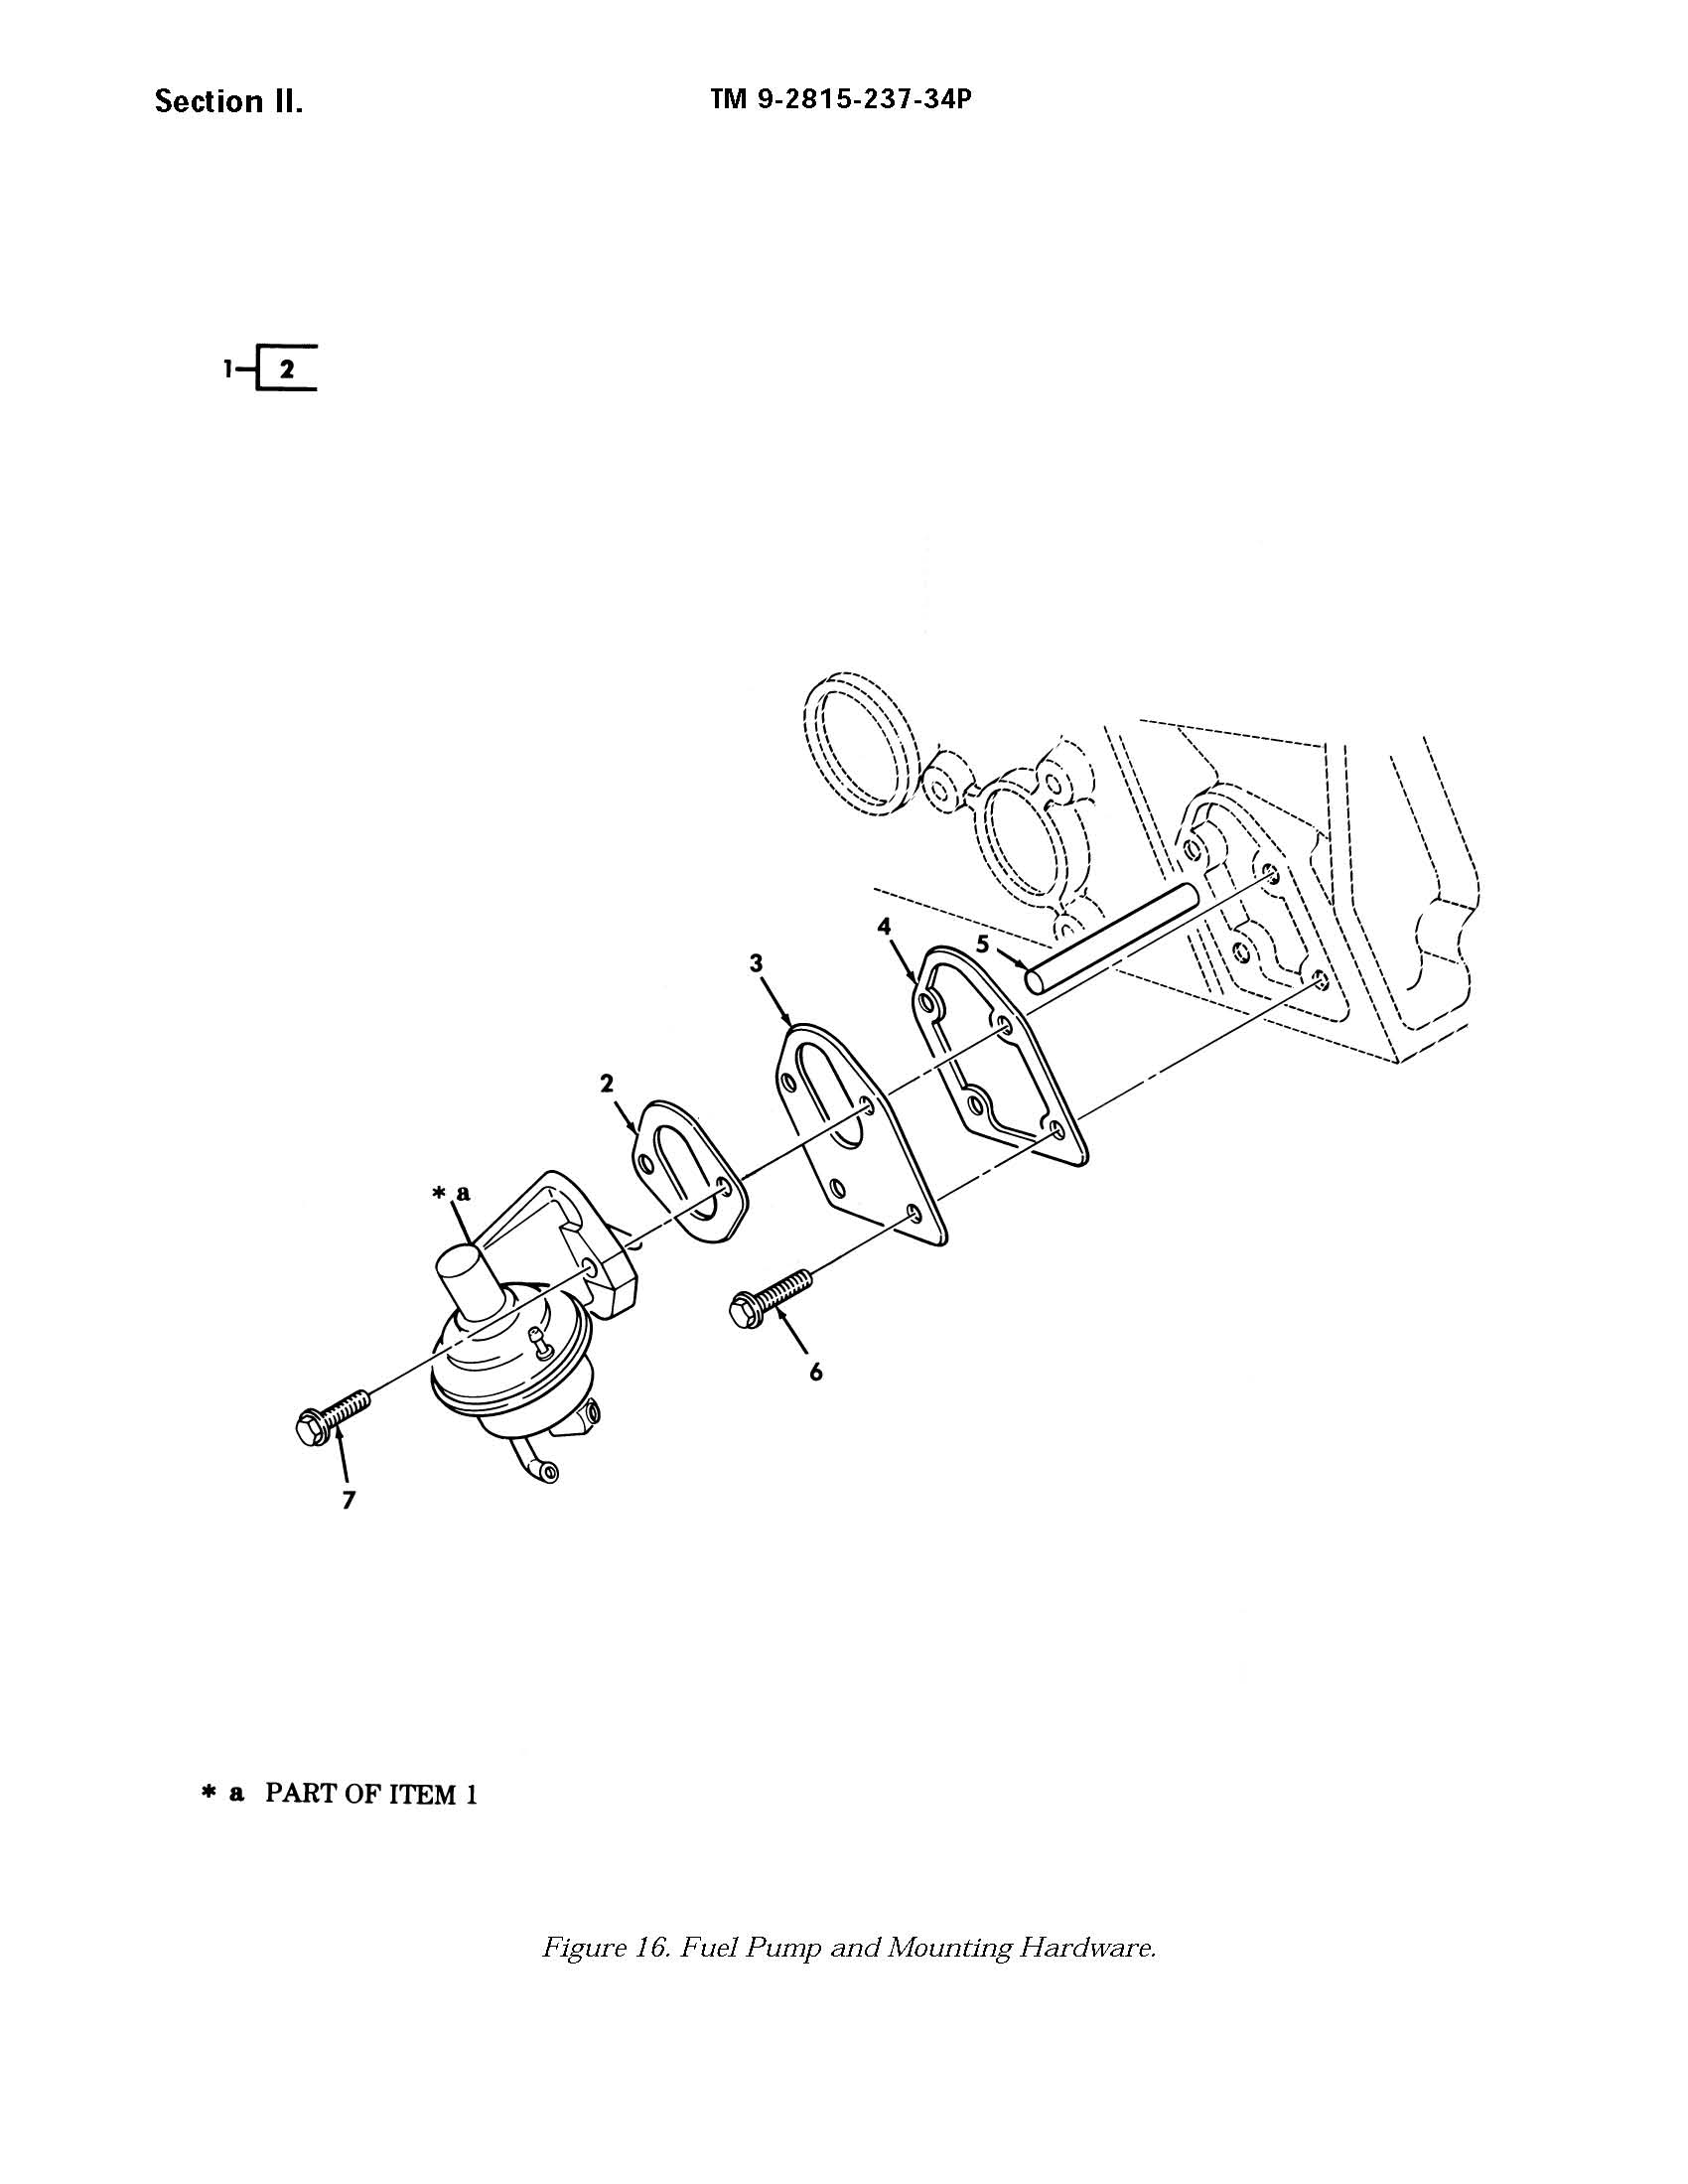 Section II.
TM 9-2815-237-34P
1
2
4
5
3
2
* a
6
7
* a PART OF ITEM 1
Figure 16. Fuel Pump and Mounting Hardware.